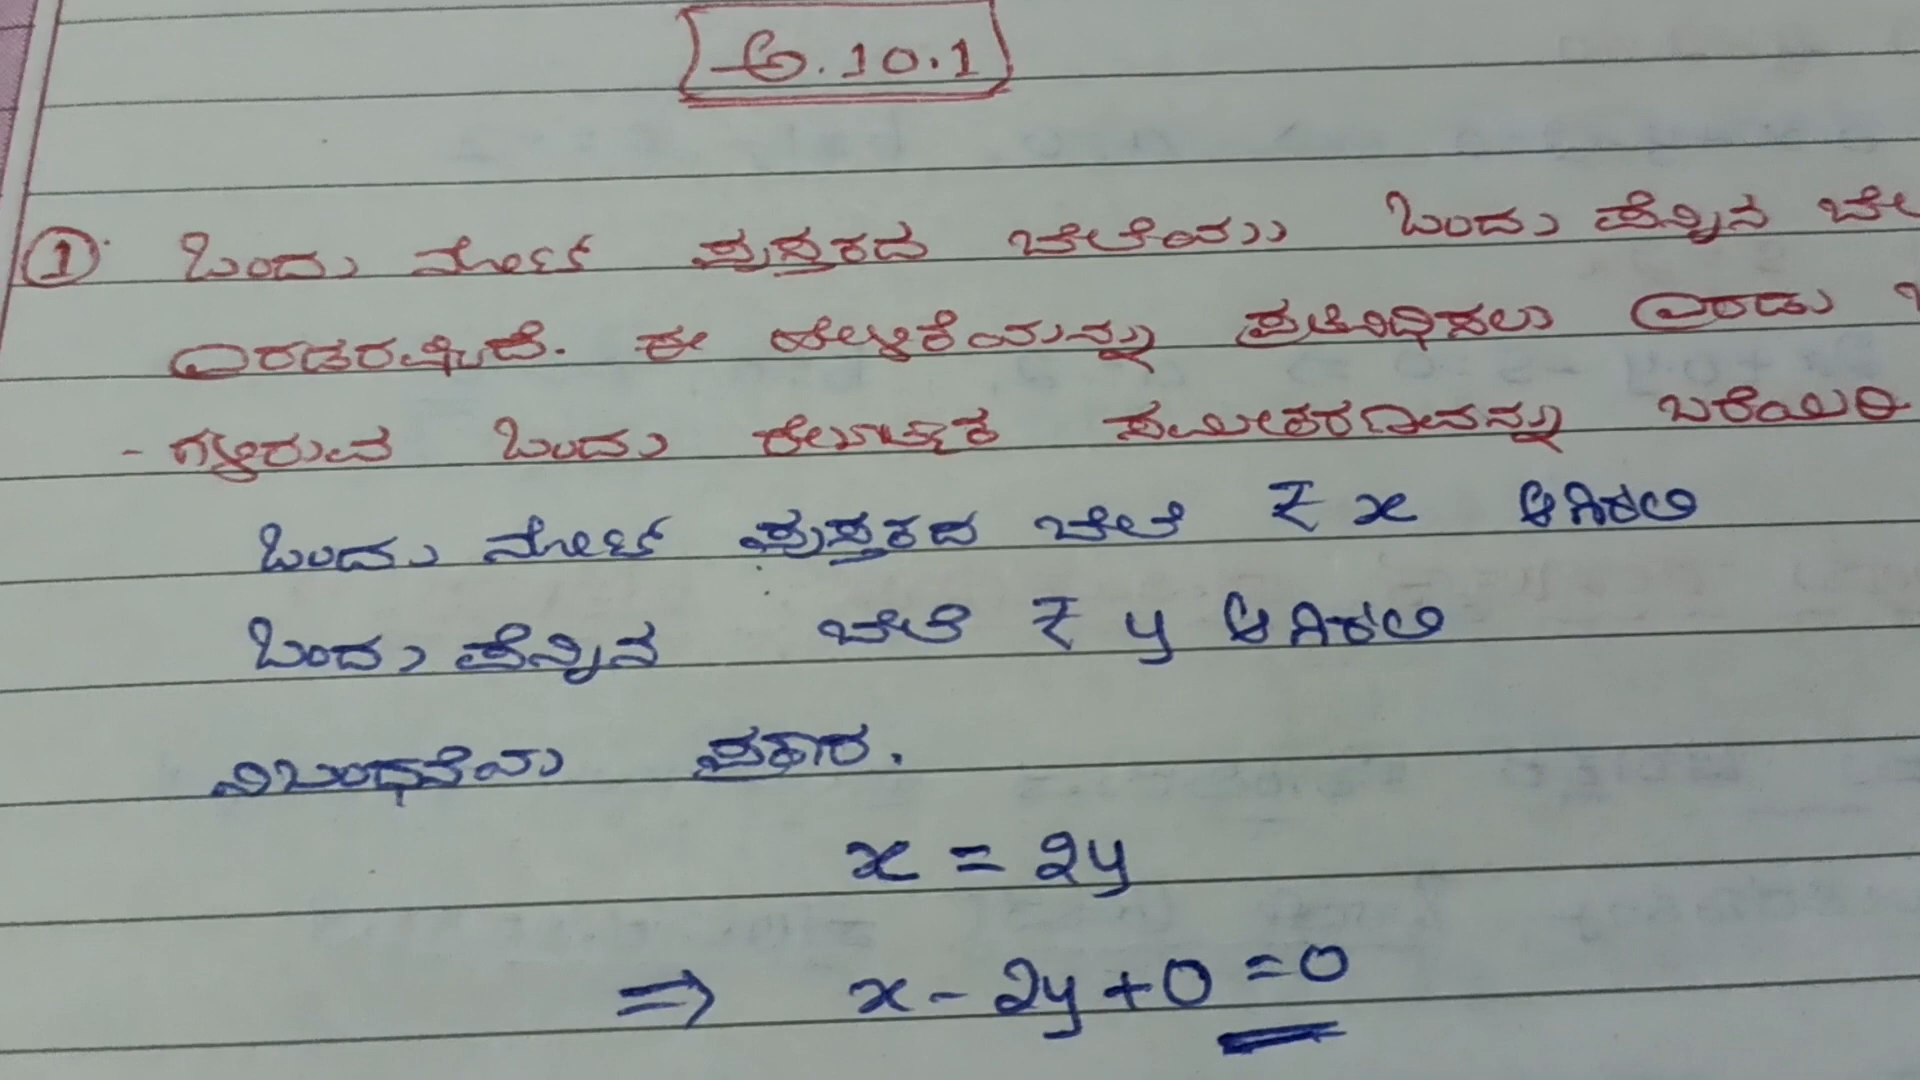 ಅ.10.1
① ಒಂದು ನೋಟ್ ಪುಸ್ತಕದ ಬೆಲೆಯು ಒಂದು ಪೆನ್ನಿನ ಬೆಲೆ
ಎರಡರಷ್ಟಿದೆ. ಈ ಹೇಳಿಕೆಯನ್ನು ಪ್ರತಿನಿಧಿಸಲು ಎರಡು
-ಗಳಿರುವ ಒಂದು ರೇಖಾತ್ಮಕ ಸಮೀಕರಣವನ್ನು ಬರೆಯಿರಿ
ಒಂದು ನೋಟ್ ಪುಸ್ತಕದ ಬೆಲೆ ₹ x ಆಗಿರಲಿ
ಒಂದು ಪೆನ್ನಿನ ಬೆಲೆ ₹ y ಆಗಿರಲಿ
ನಿಬಂಧನೆಯ ಪ್ರಕಾರ.
x = 2y
⇒ x - 2y + 0 = 0